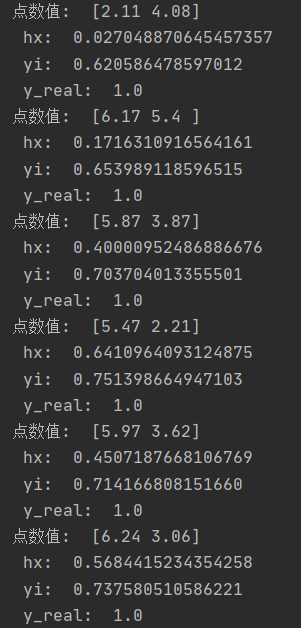 点数值:  [2.11 4.08]
hx:  0.027048870645457357
yi:  0.620586478597012
y_real:  1.0
点数值:  [6.17 5.4 ]
hx:  0.1716310916564161
yi:  0.653989118596515
y_real:  1.0
点数值:  [5.87 3.87]
hx:  0.40000952486886676
yi:  0.703704013355501
y_real:  1.0
点数值:  [5.47 2.21]
hx:  0.6410964093124875
yi:  0.751398664947103
y_real:  1.0
点数值:  [5.97 3.62]
hx:  0.4507187668106769
yi:  0.714166808151660
y_real:  1.0
点数值:  [6.24 3.06]
hx:  0.5684415234354258
yi:  0.737580510586221
y_real:  1.0